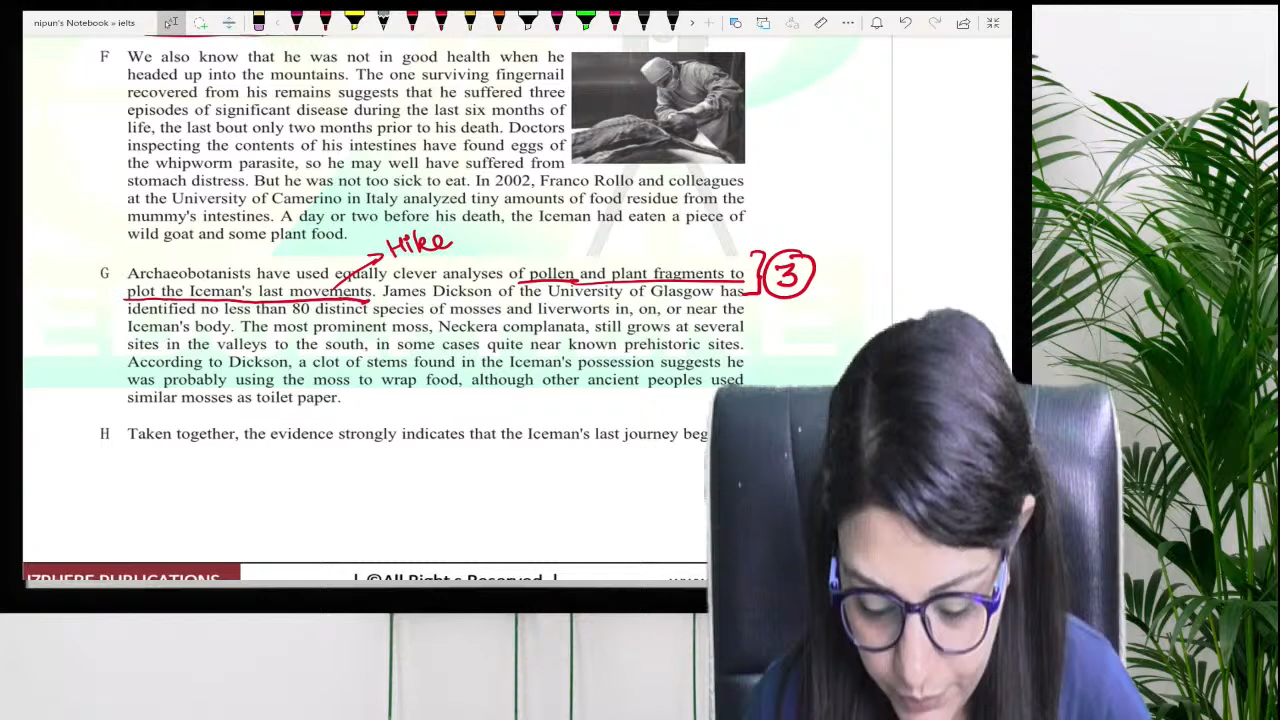 nipun's Notebook » ielts
F We also know that he was not in good health when he
headed up into the mountains. The one surviving fingernail
recovered from his remains suggests that he suffered three
episodes of significant disease during the last six months of
life, the last bout only two months prior to his death. Doctors
inspecting the contents of his intestines have found eggs of
the whipworm parasite, so he may well have suffered from
stomach distress. But he was not too sick to eat. In 2002, Franco Rollo and colleagues
at the University of Camerino in Italy analyzed tiny amounts of food residue from the
mummy's intestines. A day or two before his death, the Iceman had eaten a piece of
wild goat and some plant food.
Hike
G Archaeobotanists have used equally clever analyses of pollen and plant fragments to
3
plot the Iceman's last movements. James Dickson of the University of Glasgow has
identified no less than 80 distinct species of mosses and liverworts in, on, or near the
Iceman's body. The most prominent moss, Neckera complanata, still grows at several
sites in the valleys to the south, in some cases quite near known prehistoric sites.
According to Dickson, a clot of stems found in the Iceman's possession suggests he
was probably using the moss to wrap food, although other ancient peoples used
similar mosses as toilet paper.
H Taken together, the evidence strongly indicates that the Iceman's last journey beg
PUBLICATIONS | ©All Right s Reserved |